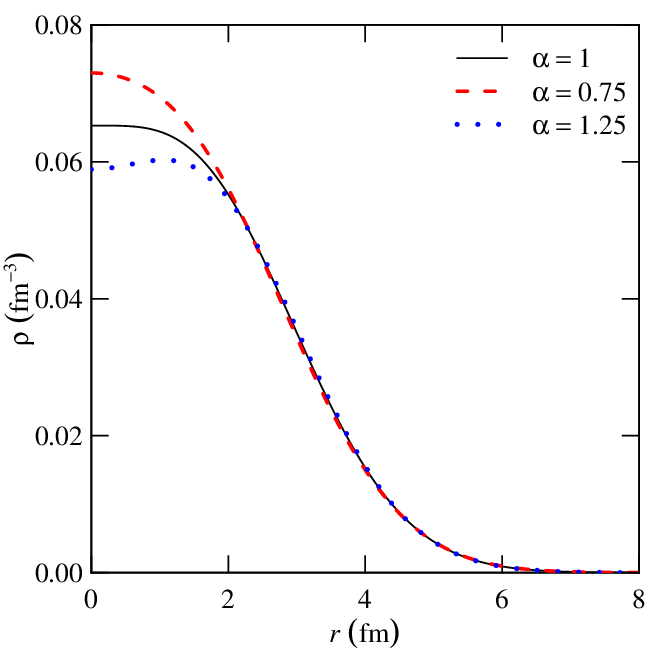 0.08
α = 1
α = 0.75
α = 1.25
0.06
0.04
ρ (fm⁻³)
0.02
0.00
0 2 4 6 8
r (fm)